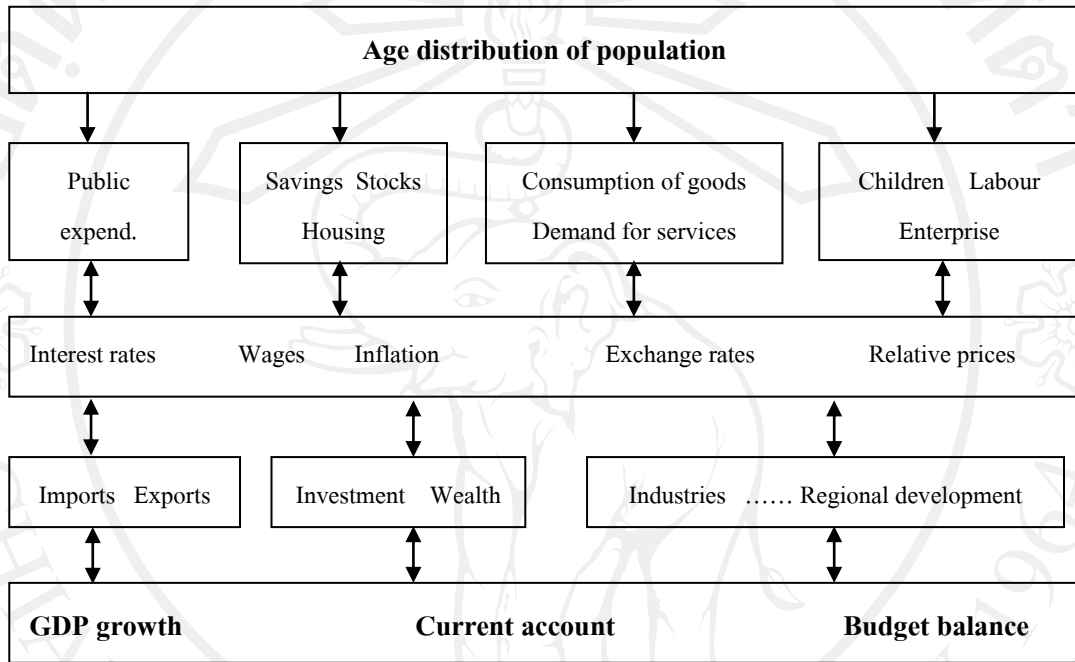 Age distribution of population
Public
expend.
Savings Stocks
Housing
Consumption of goods
Demand for services
Children Labour
Enterprise
Interest rates Wages Inflation Exchange rates Relative prices
Imports Exports
Investment Wealth
Industries …… Regional development
GDP growth Current account Budget balance
1964